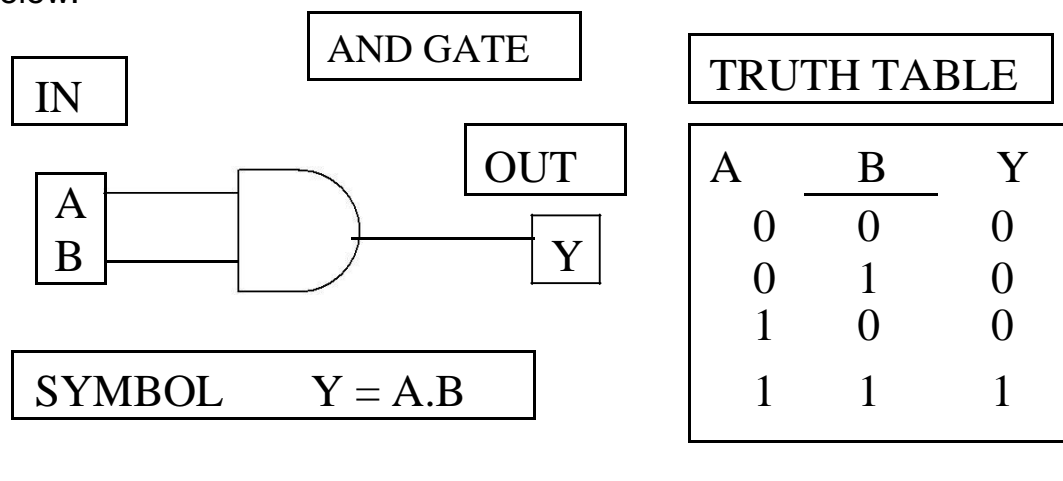 AND GATE
TRUTH TABLE
IN
OUT
A
B
Y
SYMBOL Y = A.B
A B Y
0 0 0
0 1 0
1 0 0
1 1 1